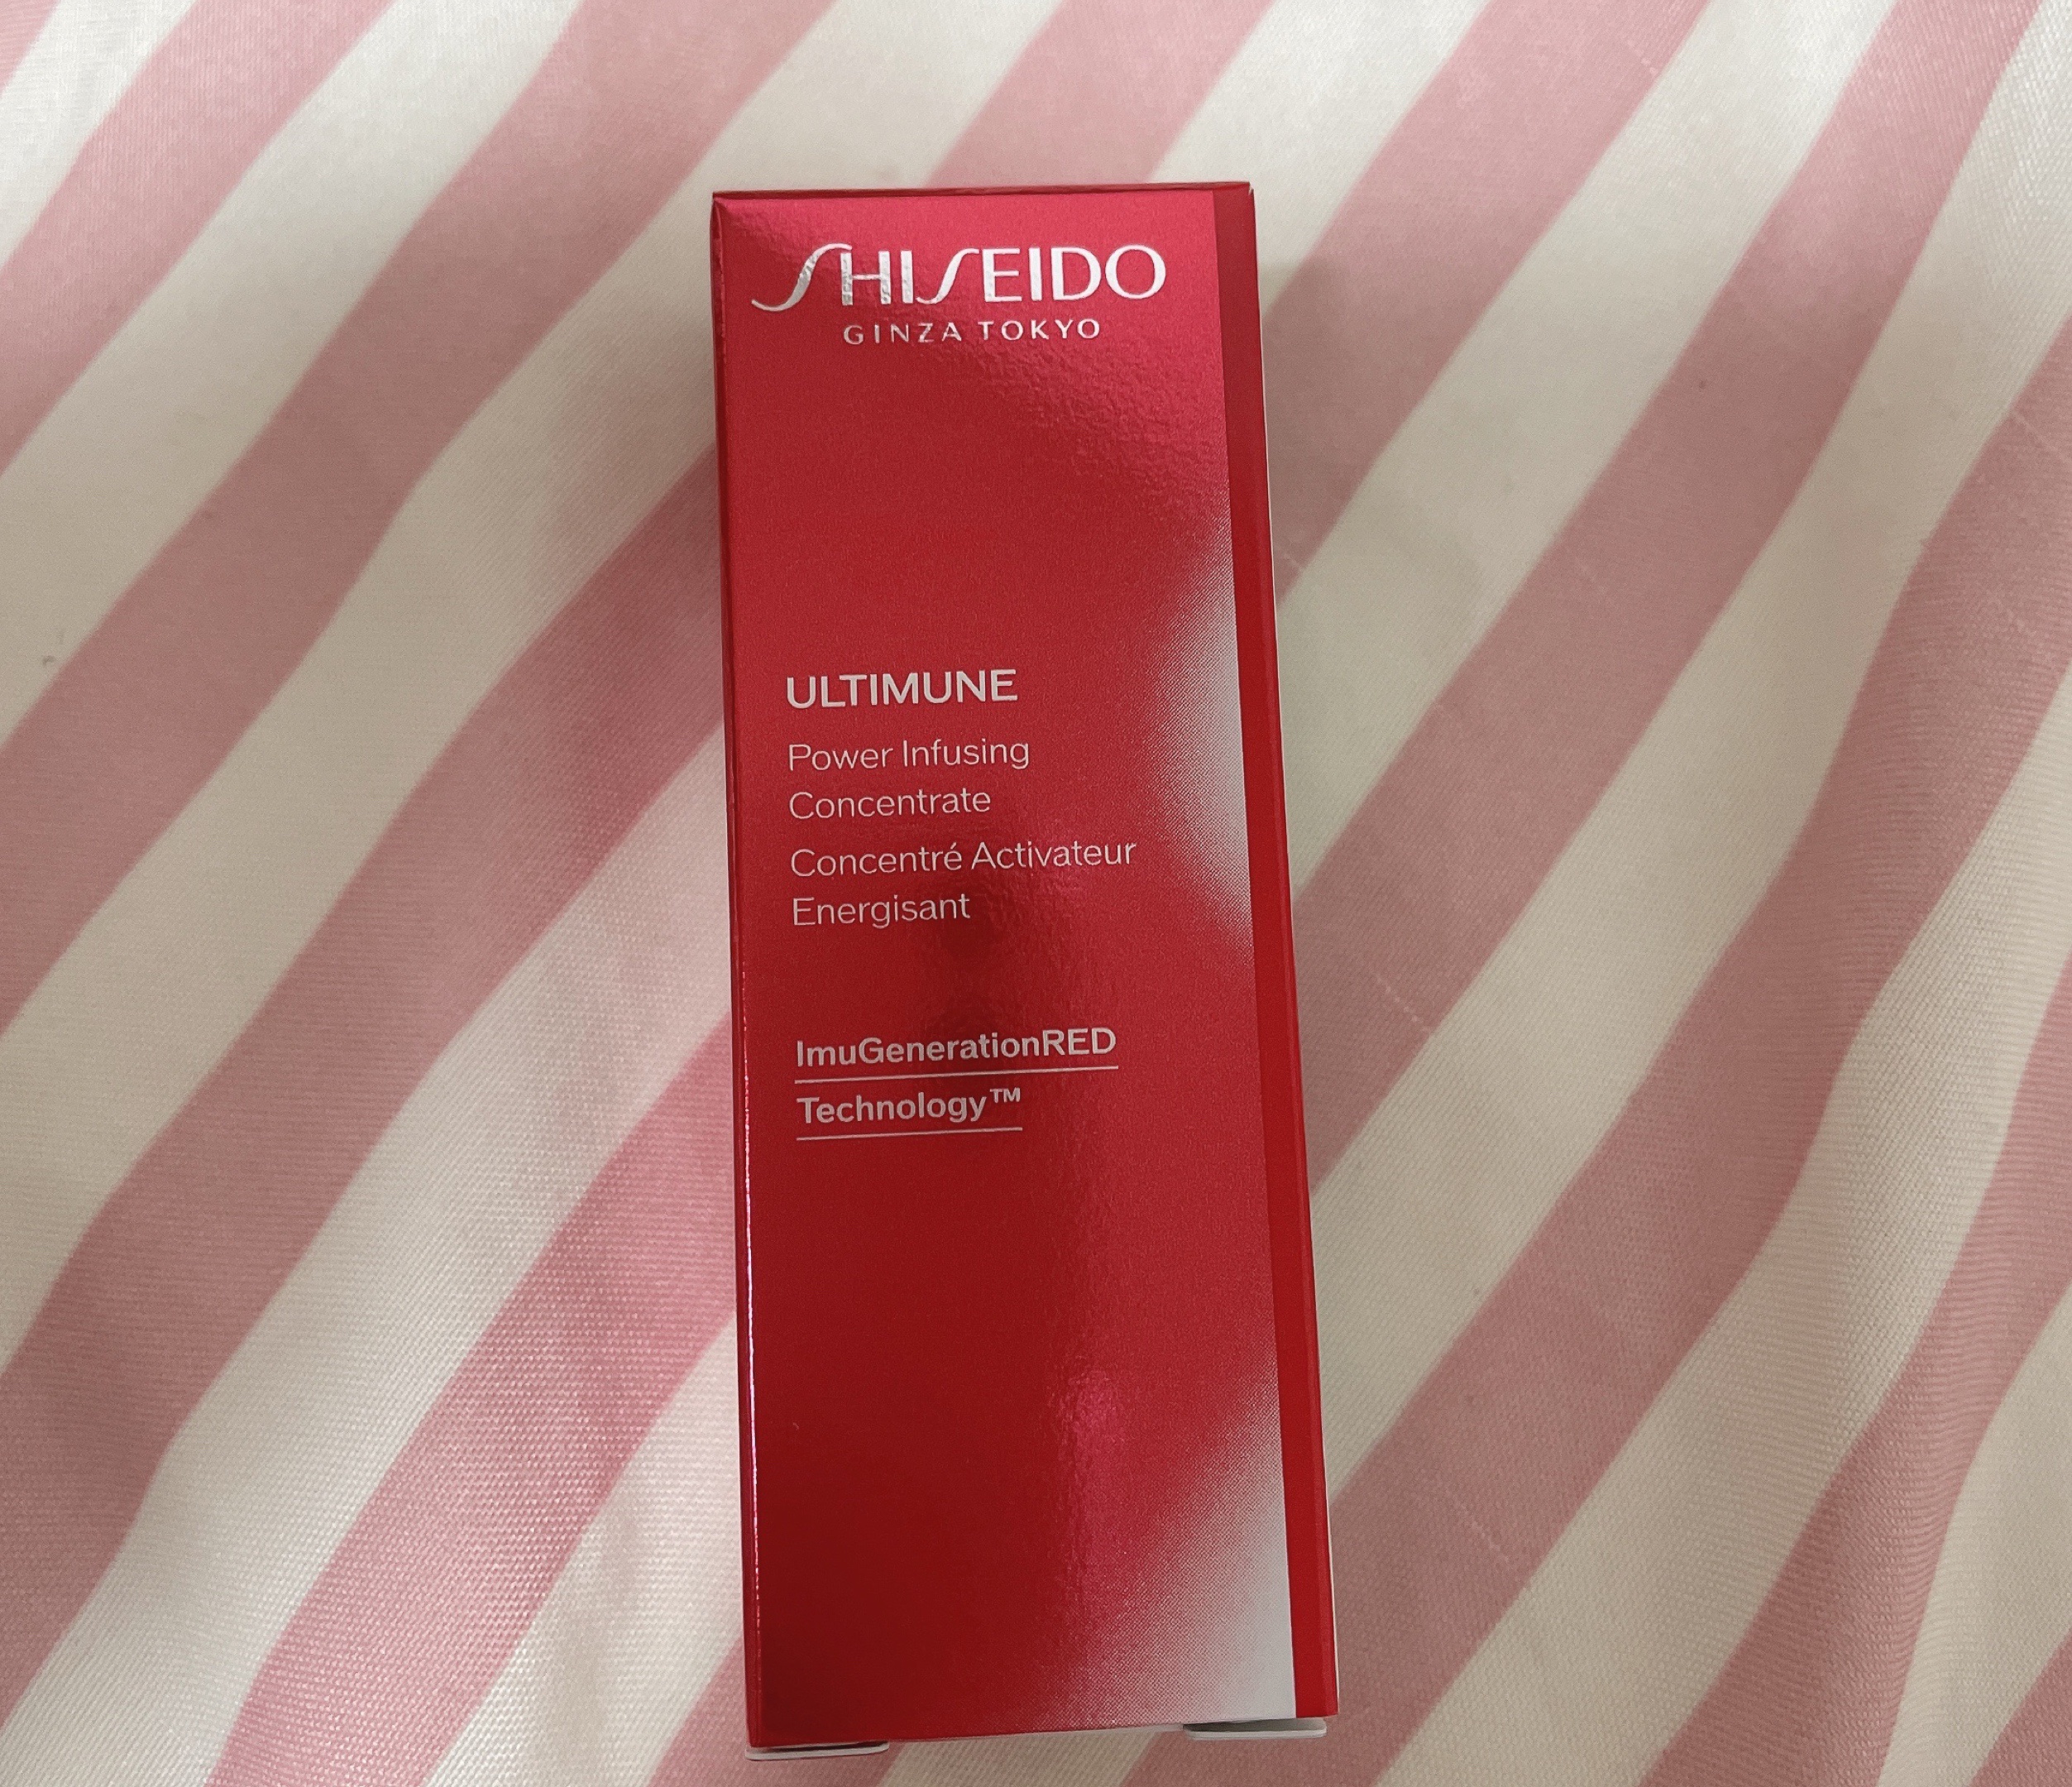 SHISEIDO
GINZA TOKYO
ULTIMUNE
Power Infusing
Concentrate
Concentré Activateur
Energisant
ImuGenerationRED
Technology™